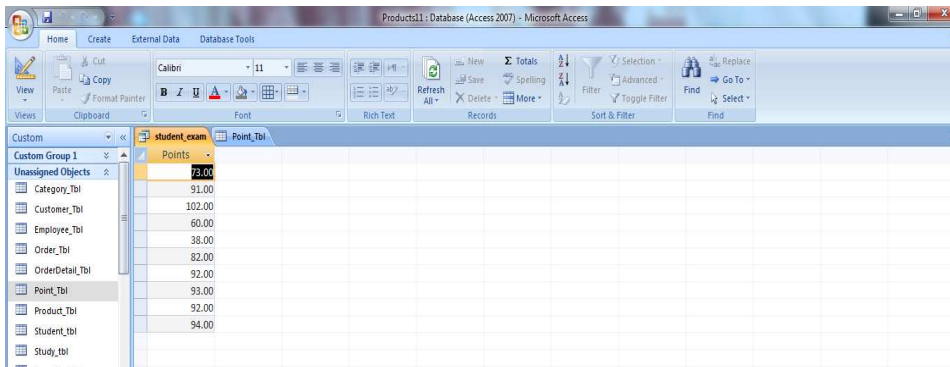 Products11 : Database (Access 2007) - Microsoft Access
Home Create External Data Database Tools
View
Views
Paste
Cut
Copy
Format Painter
Clipboard
Calibri 11
B I U A
Font
Rich Text
Refresh All
New
Save
Delete
Σ Totals
Spelling
More
Records
Filter
Selection
Advanced
Toggle Filter
Sort & Filter
Find
Replace
Go To
Select
Find
Custom
student_exam Point_Tbl
Custom Group 1
Unassigned Objects
Category_Tbl
Customer_Tbl
Employee_Tbl
Order_Tbl
OrderDetail_Tbl
Point_Tbl
Product_Tbl
Student_tbl
Study_tbl
Points
73.00
91.00
102.00
60.00
38.00
82.00
92.00
93.00
92.00
94.00